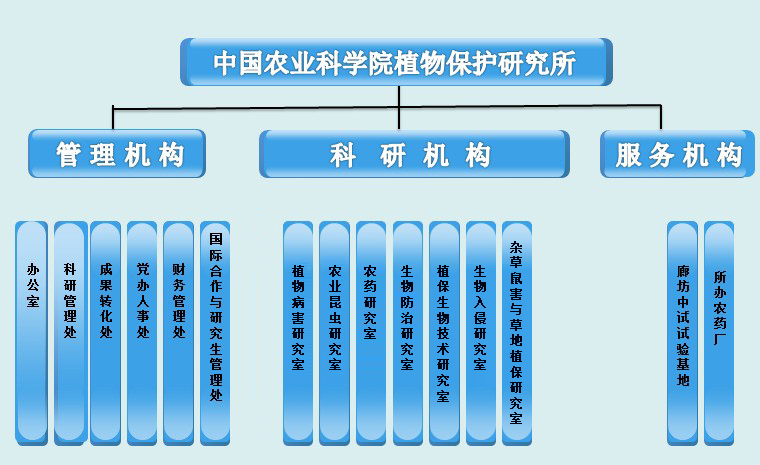 中国农业科学院植物保护研究所
管理机构
科研机构
服务机构
办公室
科研管理处
成果转化处
党办人事处
财务管理处
国际合作与研究生管理处
植物病害研究室
农业昆虫研究室
农药研究室
生物防治研究室
植保生物技术研究室
生物入侵研究室
杂草鼠害与草地植保研究室
廊坊中试试验基地
所办农药厂